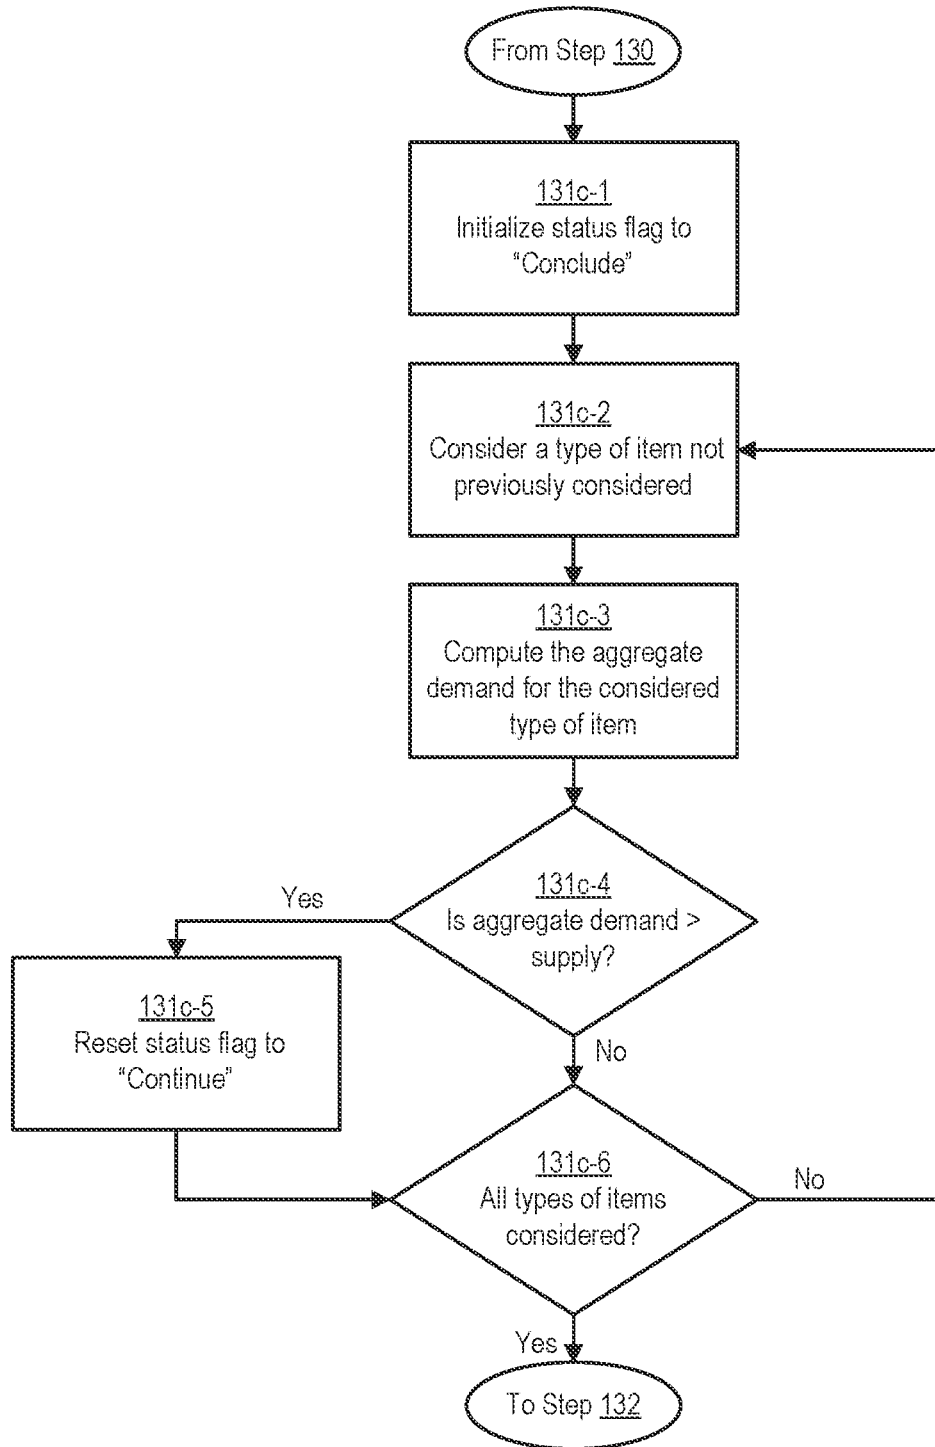 From Step 130
131c-1
Initialize status flag to
“Conclude”
131c-2
Consider a type of item not
previously considered
131c-3
Compute the aggregate
demand for the considered
type of item
131c-4
Is aggregate demand >
supply?
Yes
131c-5
Reset status flag to
“Continue”
No
131c-6
All types of items
considered?
No
Yes
To Step 132